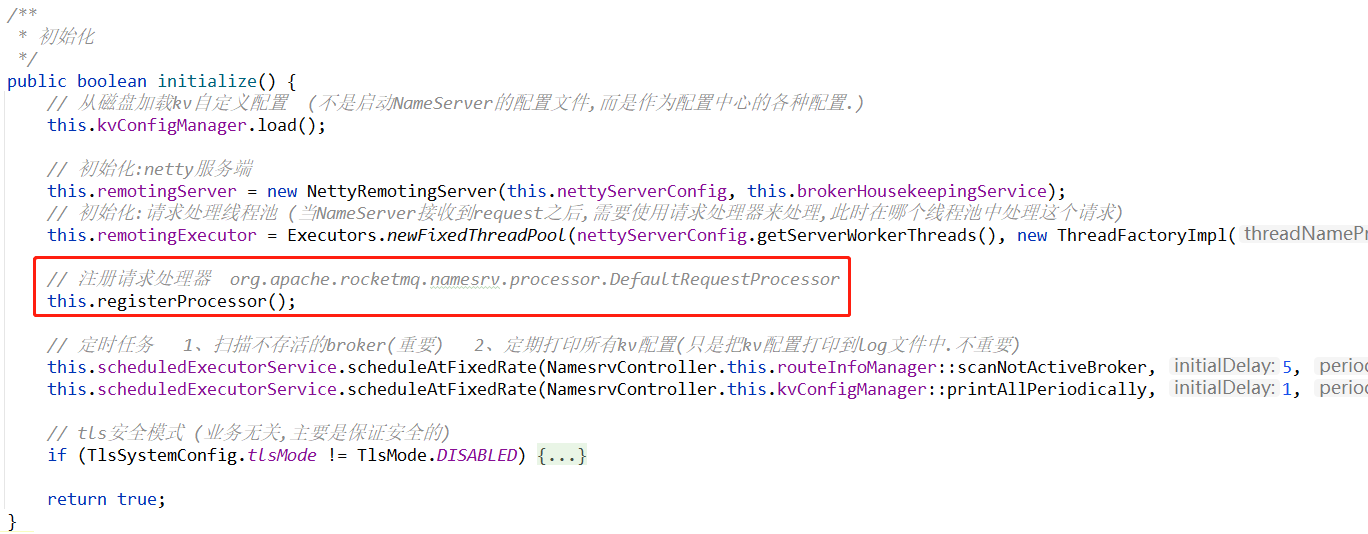 /**
 * 初始化
 */
public boolean initialize() {
    // 从磁盘加载kv自定义配置  (不是启动NameServer的配置文件,而是作为配置中心的各种配置.)
    this.kvConfigManager.load();
    // 初始化:netty服务端
    this.remotingServer = new NettyRemotingServer(this.nettyServerConfig, this.brokerHousekeepingService);
    // 初始化:请求处理线程池 (当NameServer接收到request之后,需要使用请求处理器来处理,此时在哪个线程池中处理这个请求)
    this.remotingExecutor = Executors.newFixedThreadPool(nettyServerConfig.getServerWorkerThreads(), new ThreadFactoryImpl( threadNamePr
    // 注册请求处理器  org.apache.rocketmq.namesrv.processor.DefaultRequestProcessor
    this.registerProcessor();
    // 定时任务   1、扫描不存活的broker(重要)   2、定期打印所有kv配置(只是把kv配置打印到log文件中.不重要)
    this.scheduledExecutorService.scheduleAtFixedRate(NamesrvController.this.routeInfoManager::scanNotActiveBroker, initialDelay: 5, perioc
    this.scheduledExecutorService.scheduleAtFixedRate(NamesrvController.this.kvConfigManager::printAllPeriodically, initialDelay: 1, perioc
    // tls安全模式 (业务无关,主要是保证安全的)
    if (TlsSystemConfig.tlsMode != TlsMode.DISABLED) {...}
    return true;
}